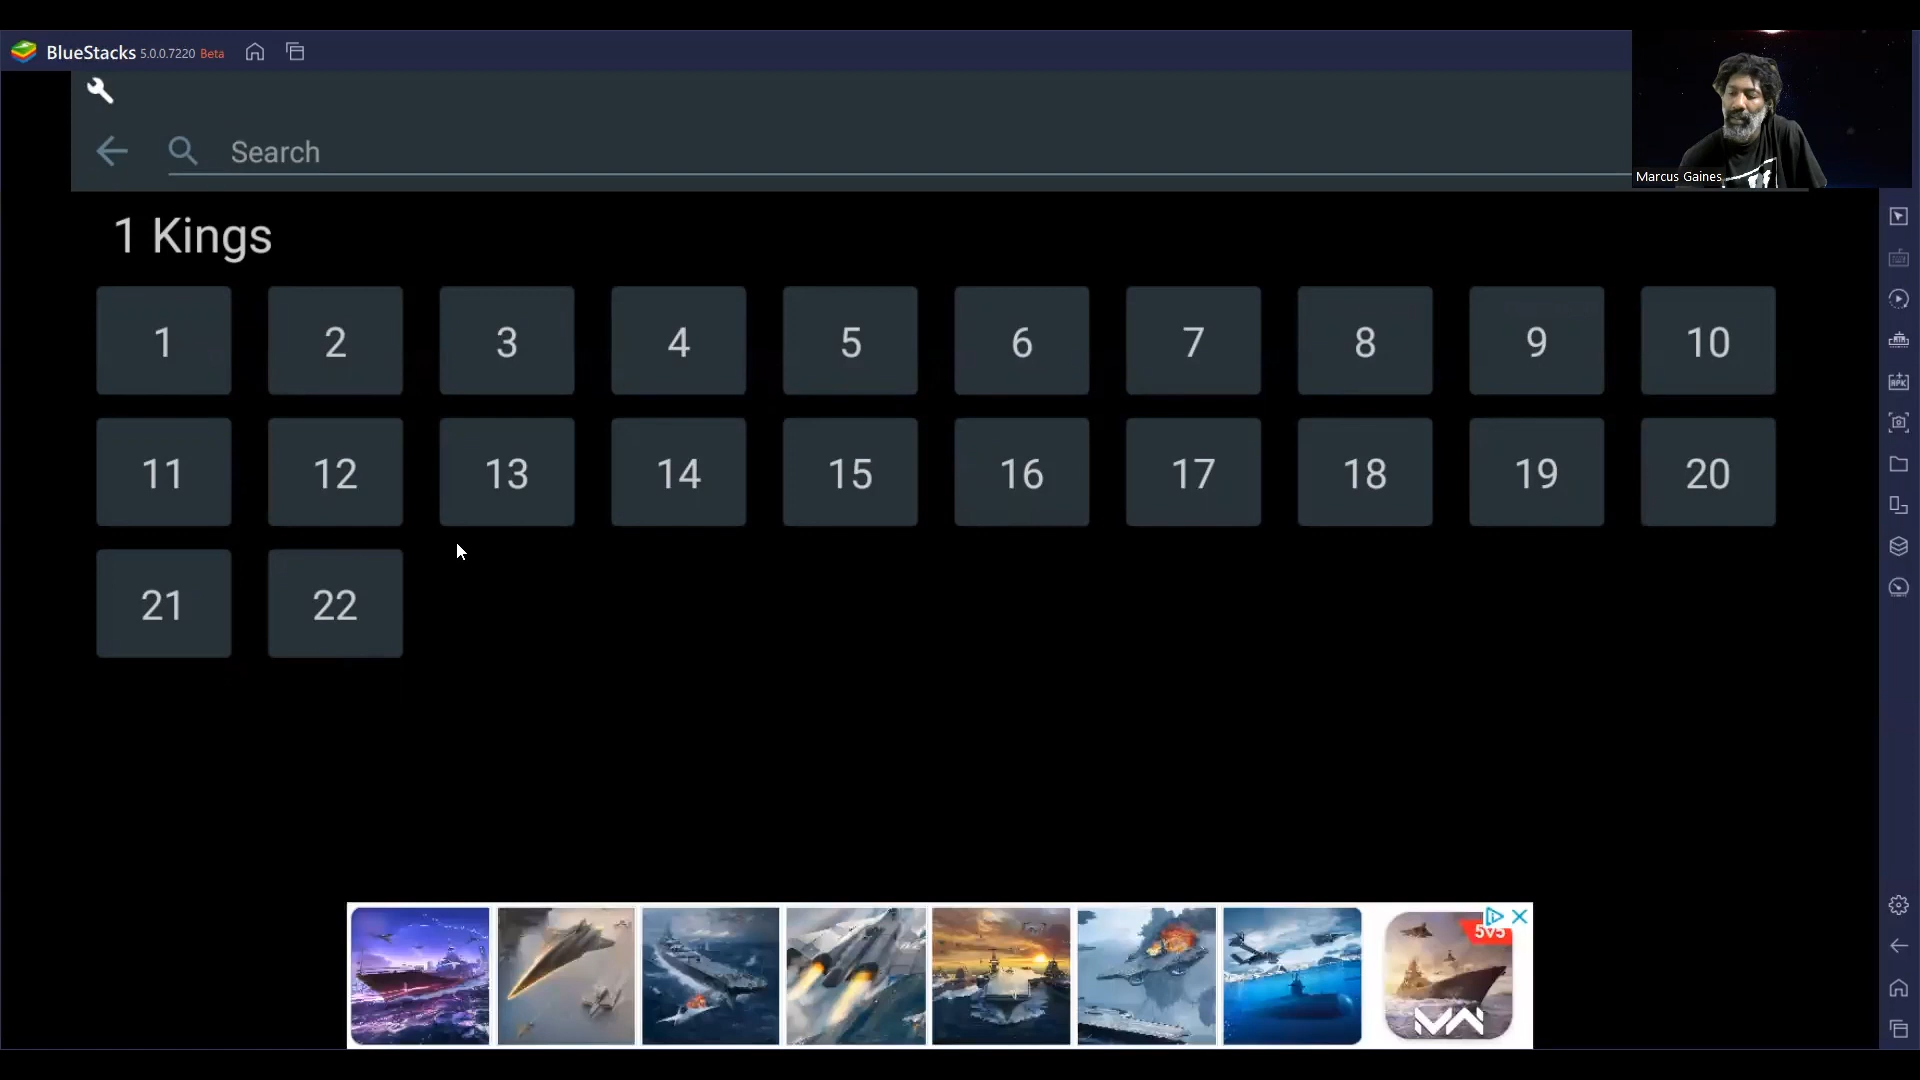 BlueStacks 5.0.0.7220 Beta
Search
Marcus Gaines
1 Kings
1 2 3 4 5 6 7 8 9 10
11 12 13 14 15 16 17 18 19 20
21 22
5v5
MW